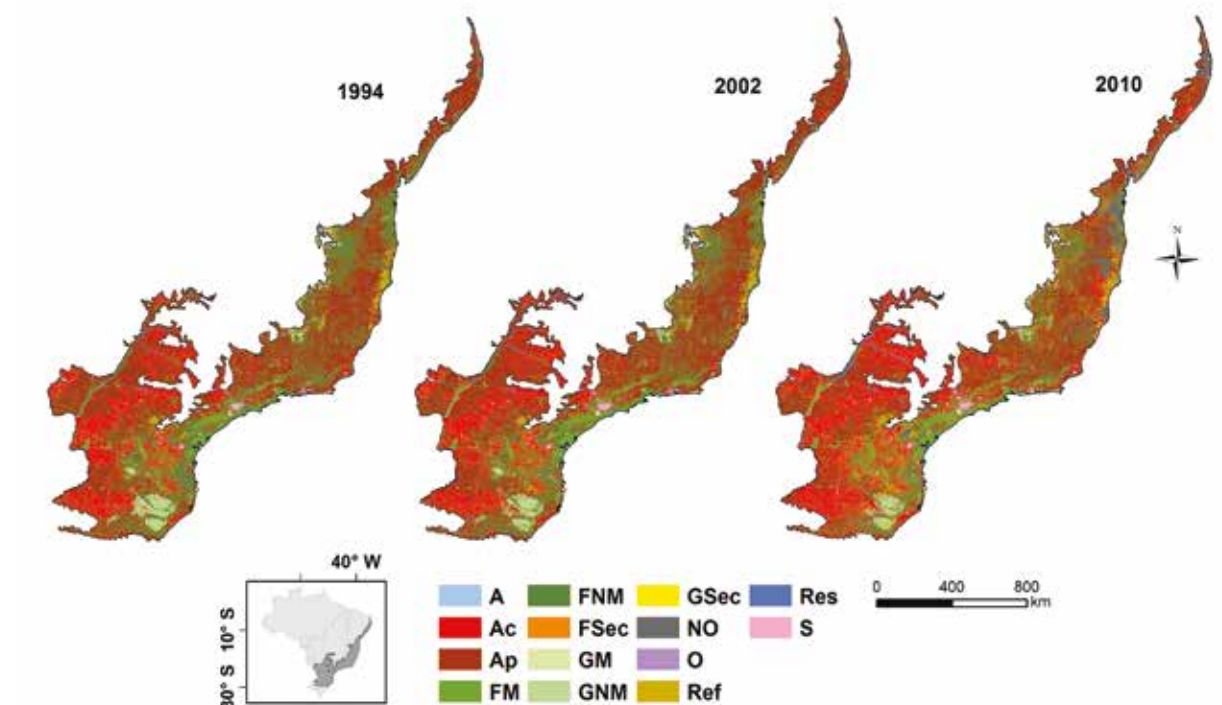 1994
2002
2010
N
40° W
10° S
30° S
A
FNM
GSec
Res
Ac
FSec
NO
S
Ap
GM
O
FM
GNM
Ref
0 400 800
km